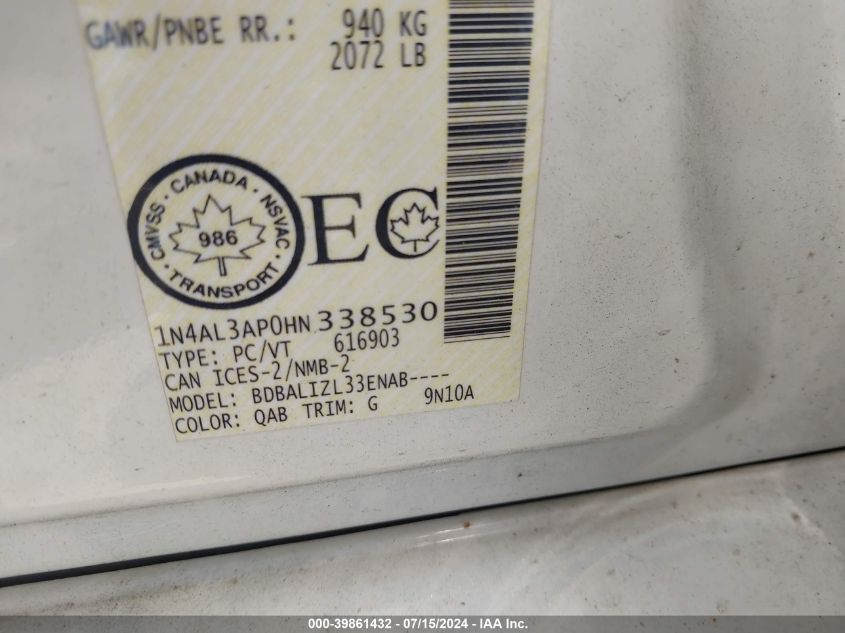 GAWR/PNBE RR.: 940 KG
2072 LB
CANADA · NSVAC · TRANSPORT · CMVSS ·
986
EC
1N4AL3AP0HN338530
TYPE: PC/VT 616903
CAN ICES-2/NMB-2
MODEL: BDBALIZL33ENAB----
COLOR: QAB TRIM: G 9N10A
000-39861432 - 07/15/2024 - IAA Inc.